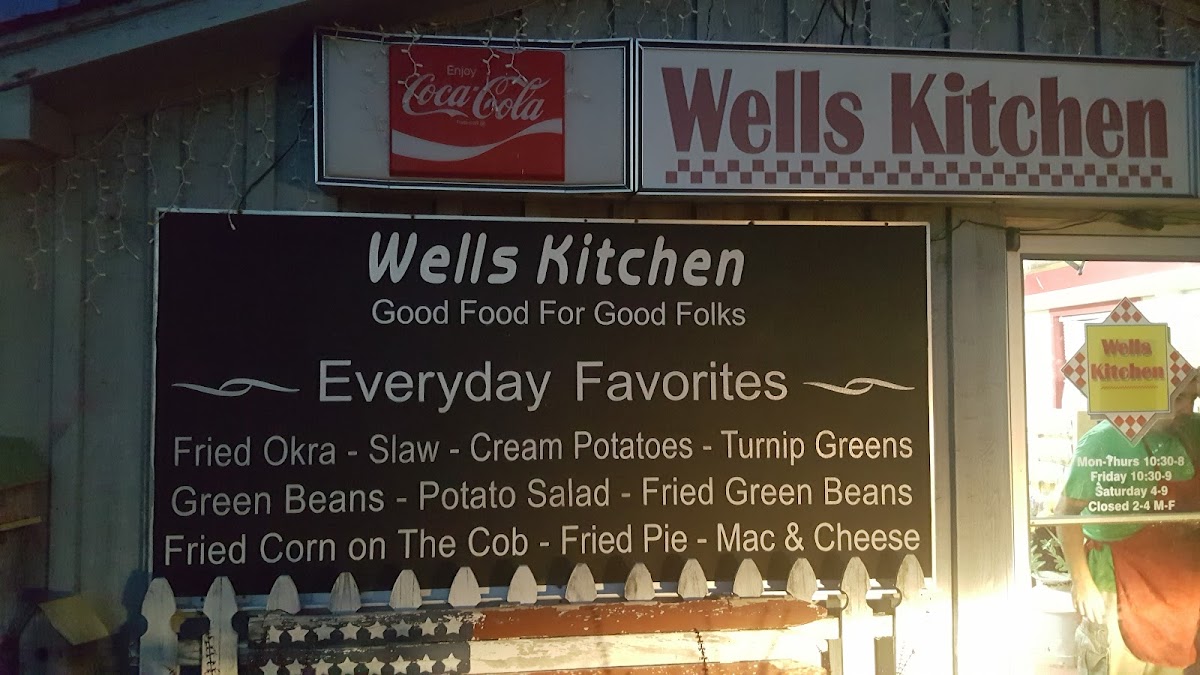 Enjoy
Coca-Cola
Wells Kitchen
Wells Kitchen
Good Food For Good Folks
Everyday Favorites
Fried Okra - Slaw - Cream Potatoes - Turnip Greens
Green Beans - Potato Salad - Fried Green Beans
Fried Corn on The Cob - Fried Pie - Mac & Cheese
Wells
Kitchen
Mon-Thurs 10:30-8
Friday 10:30-9
Saturday 4-9
Closed 2-4 M-F